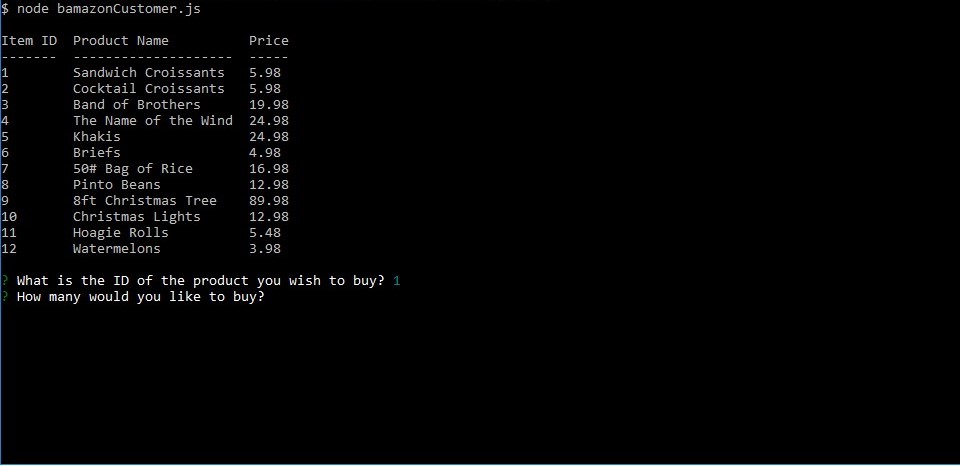 $ node bamazonCustomer.js
Item ID  Product Name          Price
-------  --------------------  -----
1        Sandwich Croissants   5.98
2        Cocktail Croissants   5.98
3        Band of Brothers      19.98
4        The Name of the Wind  24.98
5        Khakis                24.98
6        Briefs                4.98
7        50# Bag of Rice       16.98
8        Pinto Beans           12.98
9        8ft Christmas Tree    89.98
10       Christmas Lights      12.98
11       Hoagie Rolls          5.48
12       Watermelons           3.98
? What is the ID of the product you wish to buy? 1
? How many would you like to buy?